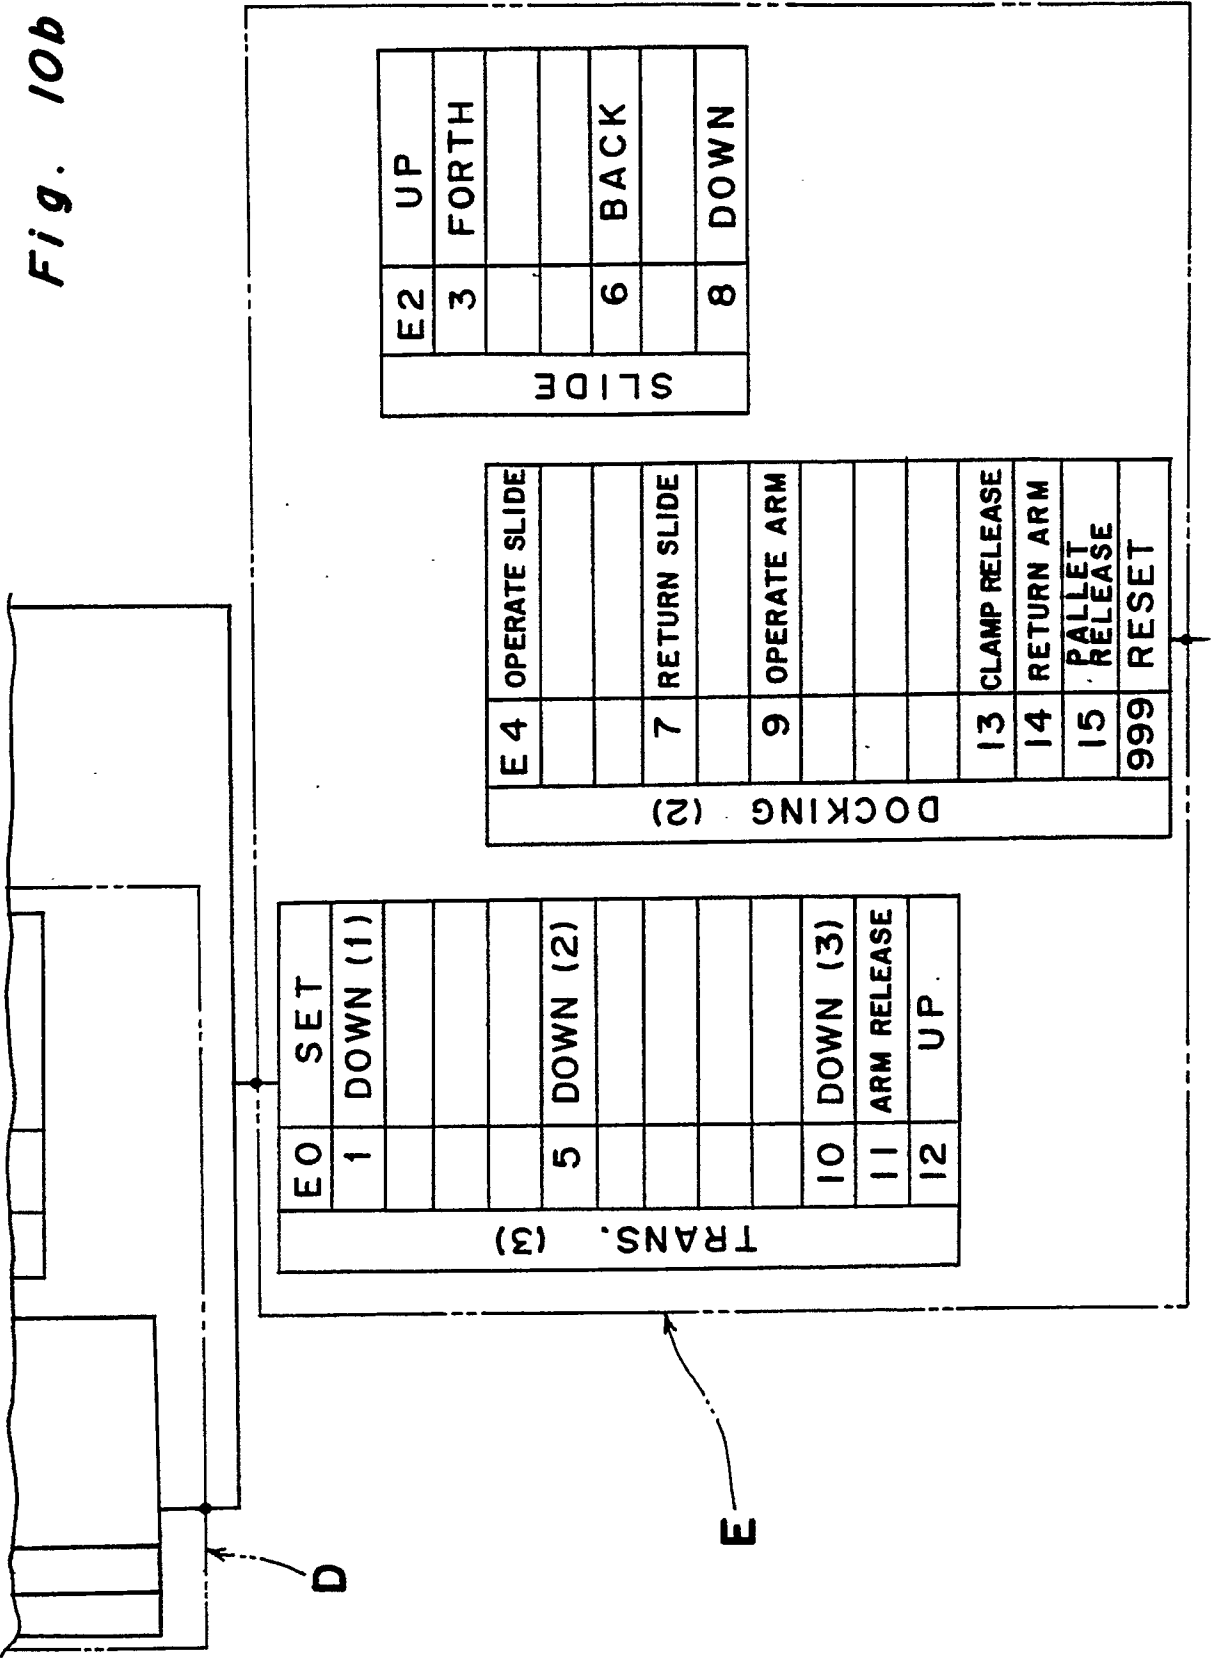 Fig. 10b
D
E
TRANS. (3)
E0 SET
1 DOWN (1)
5 DOWN (2)
10 DOWN (3)
11 ARM RELEASE
12 UP
DOCKING (2)
E4 OPERATE SLIDE
7 RETURN SLIDE
9 OPERATE ARM
13 CLAMP RELEASE
14 RETURN ARM
15 PALLET
RELEASE
999 RESET
SLIDE
E2 UP
3 FORTH
6 BACK
8 DOWN